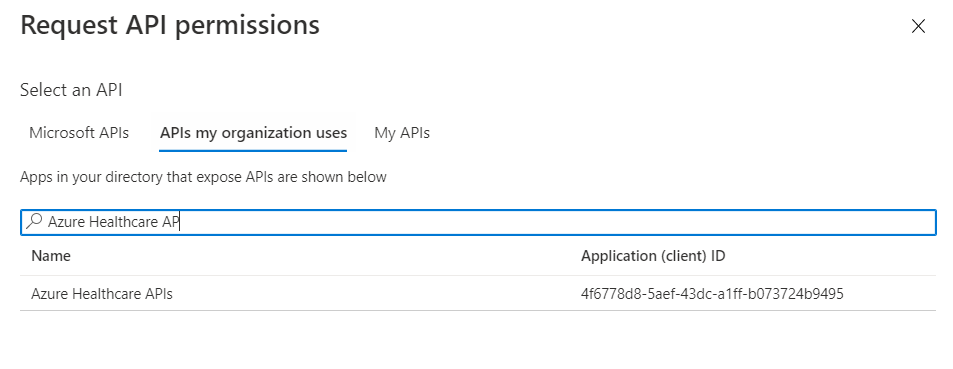 Request API permissions
Select an API
Microsoft APIs APIs my organization uses My APIs
Apps in your directory that expose APIs are shown below
Azure Healthcare AP
Name Application (client) ID
Azure Healthcare APIs 4f6778d8-5aef-43dc-a1ff-b073724b9495